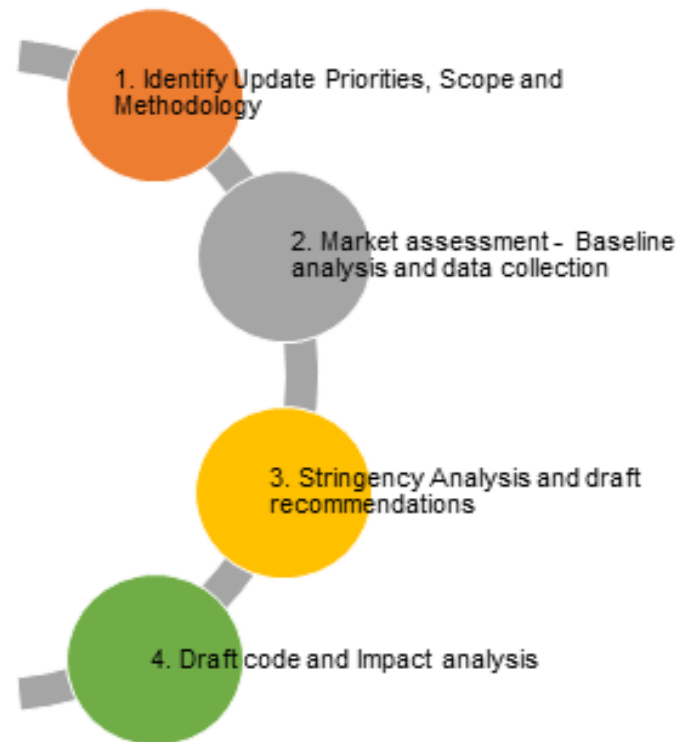 1. Identify Update Priorities, Scope and
Methodology
2. Market assessment - Baseline
analysis and data collection
3. Stringency Analysis and draft
recommendations
4. Draft code and Impact analysis